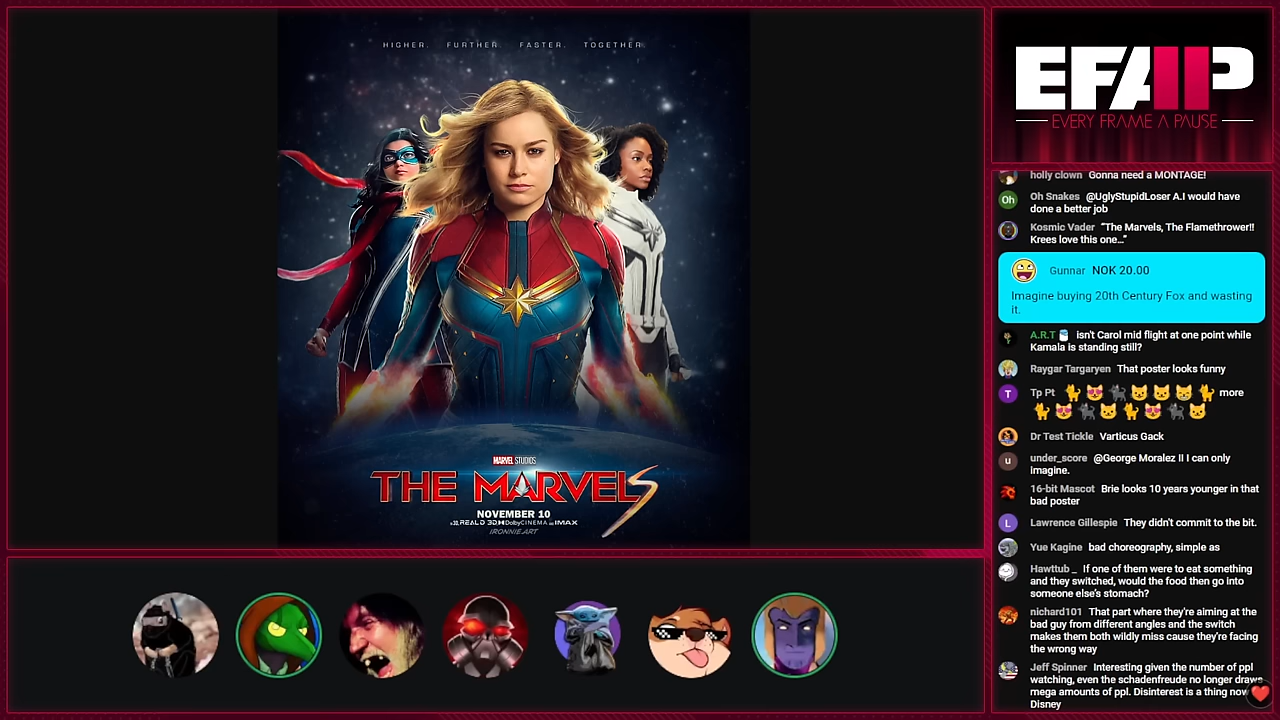 HIGHER. FURTHER. FASTER. TOGETHER.
MARVEL STUDIOS
THE MARVELS
NOVEMBER 10
REALD 3D Dolby CINEMA IMAX
IRONNIE.ART
EFAP
EVERY FRAME A PAUSE
holly clown Gonna need a MONTAGE!
Oh
Oh Snakes @UglyStupidLoser A.I would have
done a better job
Kosmic Vader "The Marvels, The Flamethrower!!
Krees love this one..."
Gunnar NOK 20.00
Imagine buying 20th Century Fox and wasting
it.
A.R.T isn't Carol mid flight at one point while
Kamala is standing still?
Raygar Targaryen That poster looks funny
T
Tp Pt 🐈 😻 🐈‍⬛ 🐱 🐱 😸 🐈 more
🐈 😻 🐈‍⬛ 🐱 🐈 😻 🐈‍⬛ 🐱
Dr Test Tickle Varticus Gack
u
under_score @George Moralez II I can only
imagine.
16-bit Mascot Brie looks 10 years younger in that
bad poster
L
Lawrence Gillespie They didn't commit to the bit.
Yue Kagine bad choreography, simple as
Hawttub _ If one of them were to eat something
and they switched, would the food then go into
someone else's stomach?
nichard101 That part where they're aiming at the
bad guy from different angles and the switch
makes them both wildly miss cause they're facing
the wrong way
Jeff Spinner Interesting given the number of ppl
watching, even the schadenfreude no longer draws
mega amounts of ppl. Disinterest is a thing now
Disney